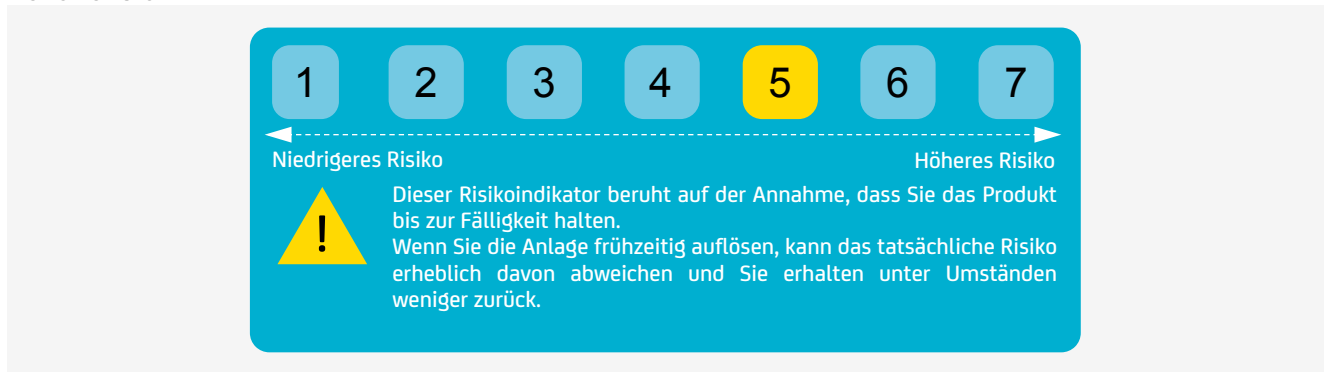 1 2 3 4 5 6 7
Niedrigeres Risiko Höheres Risiko
! Dieser Risikoindikator beruht auf der Annahme, dass Sie das Produkt
bis zur Fälligkeit halten.
Wenn Sie die Anlage frühzeitig auflösen, kann das tatsächliche Risiko
erheblich davon abweichen und Sie erhalten unter Umständen
weniger zurück.